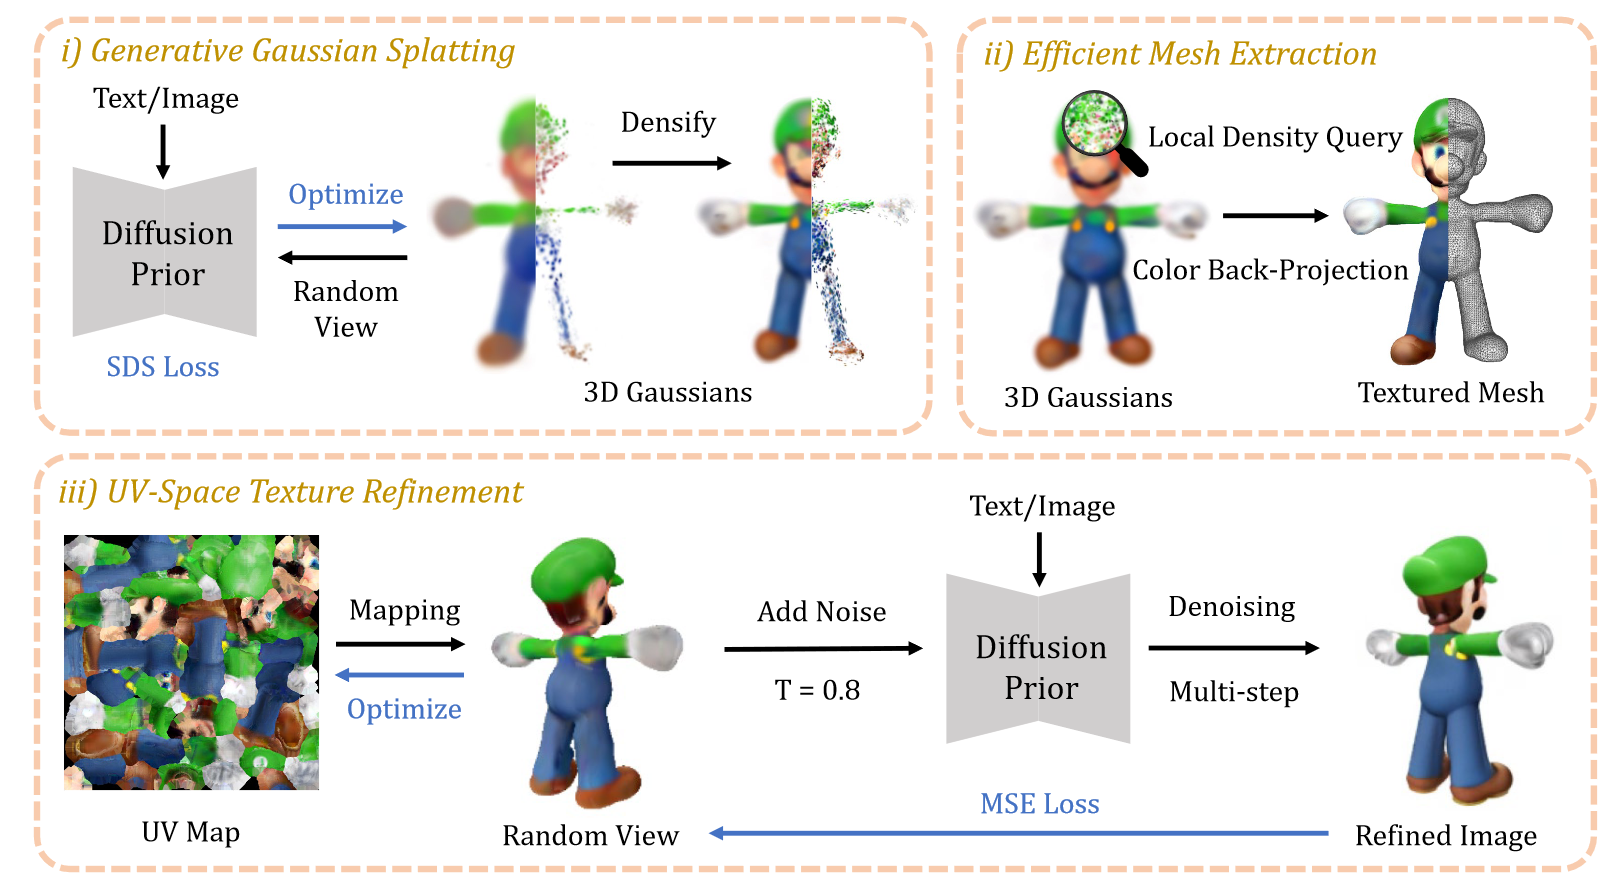 i) Generative Gaussian Splatting
Text/Image
Diffusion
Prior
SDS Loss
Optimize
Random
View
Densify
3D Gaussians
ii) Efficient Mesh Extraction
Local Density Query
Color Back-Projection
3D Gaussians
Textured Mesh
iii) UV-Space Texture Refinement
UV Map
Mapping
Optimize
Random View
Add Noise
T = 0.8
Text/Image
Diffusion
Prior
Denoising
Multi-step
MSE Loss
Refined Image